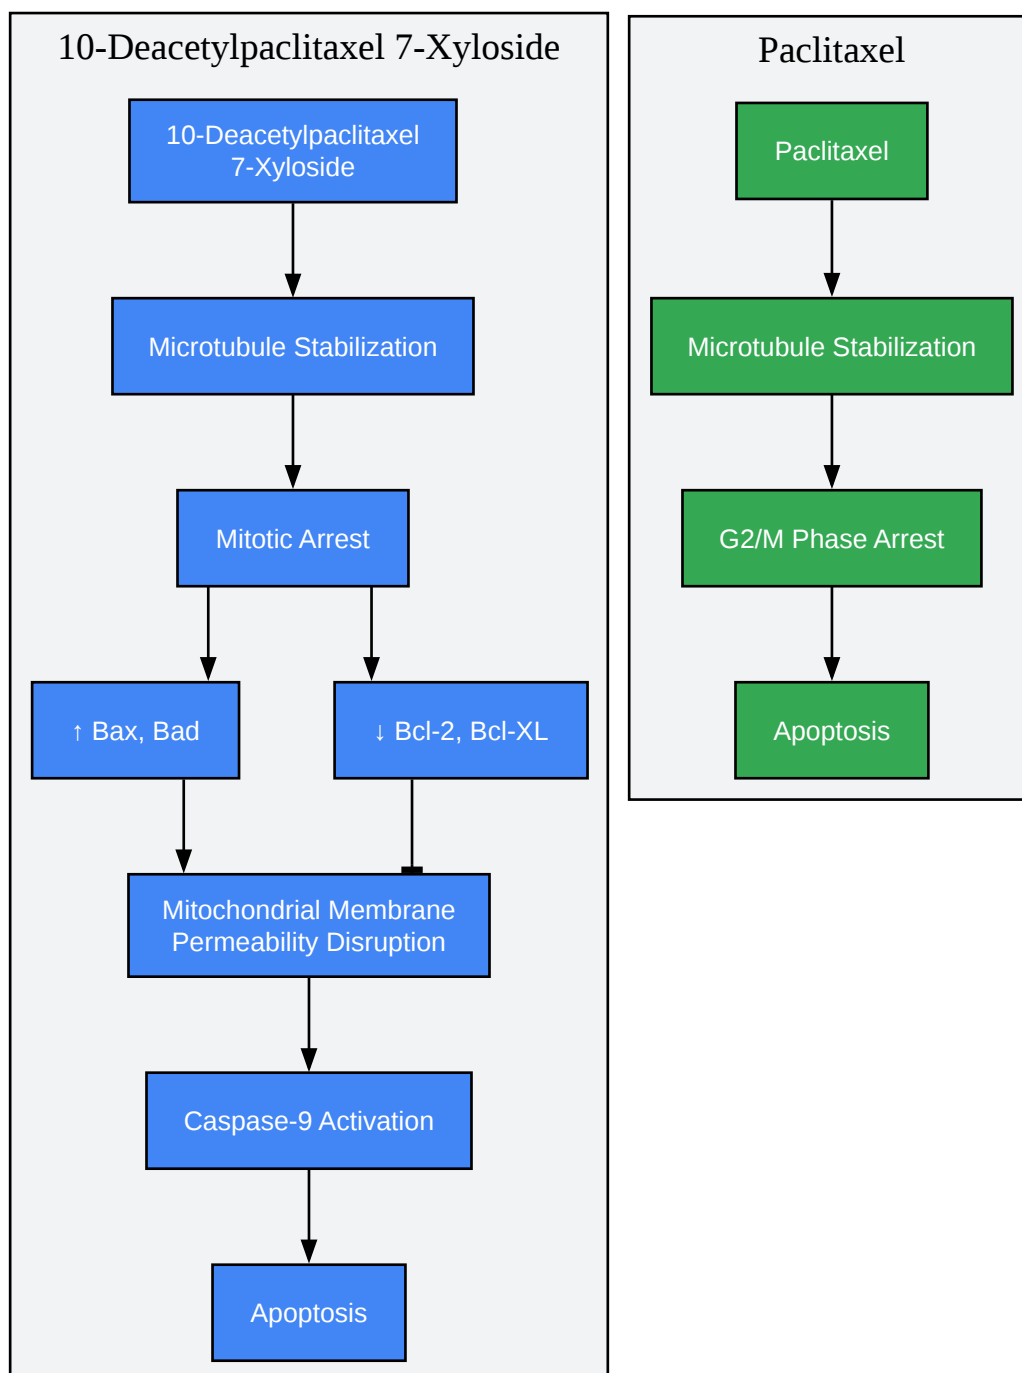 10-Deacetylpaclitaxel 7-Xyloside
10-Deacetylpaclitaxel
7-Xyloside
Microtubule Stabilization
Mitotic Arrest
↑ Bax, Bad
↓ Bcl-2, Bcl-XL
Mitochondrial Membrane
Permeability Disruption
Caspase-9 Activation
Apoptosis
Paclitaxel
Paclitaxel
Microtubule Stabilization
G2/M Phase Arrest
Apoptosis